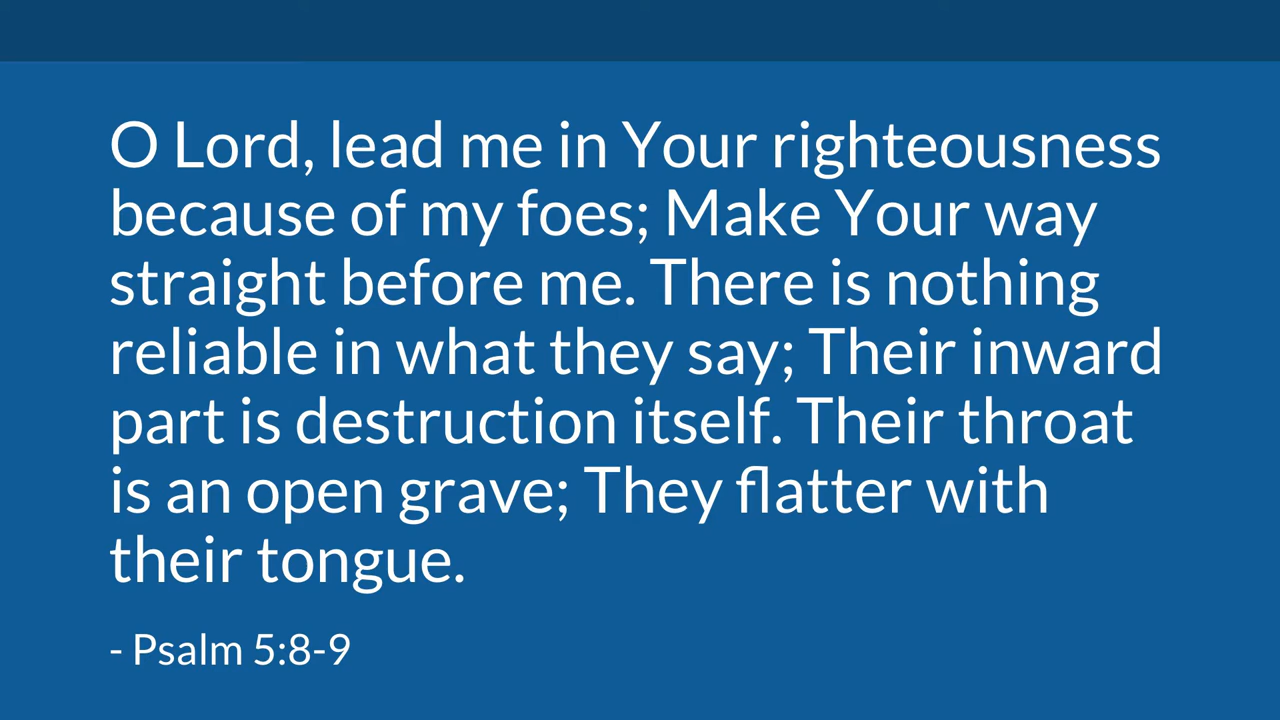 O Lord, lead me in Your righteousness
because of my foes; Make Your way
straight before me. There is nothing
reliable in what they say; Their inward
part is destruction itself. Their throat
is an open grave; They flatter with
their tongue.
- Psalm 5:8-9